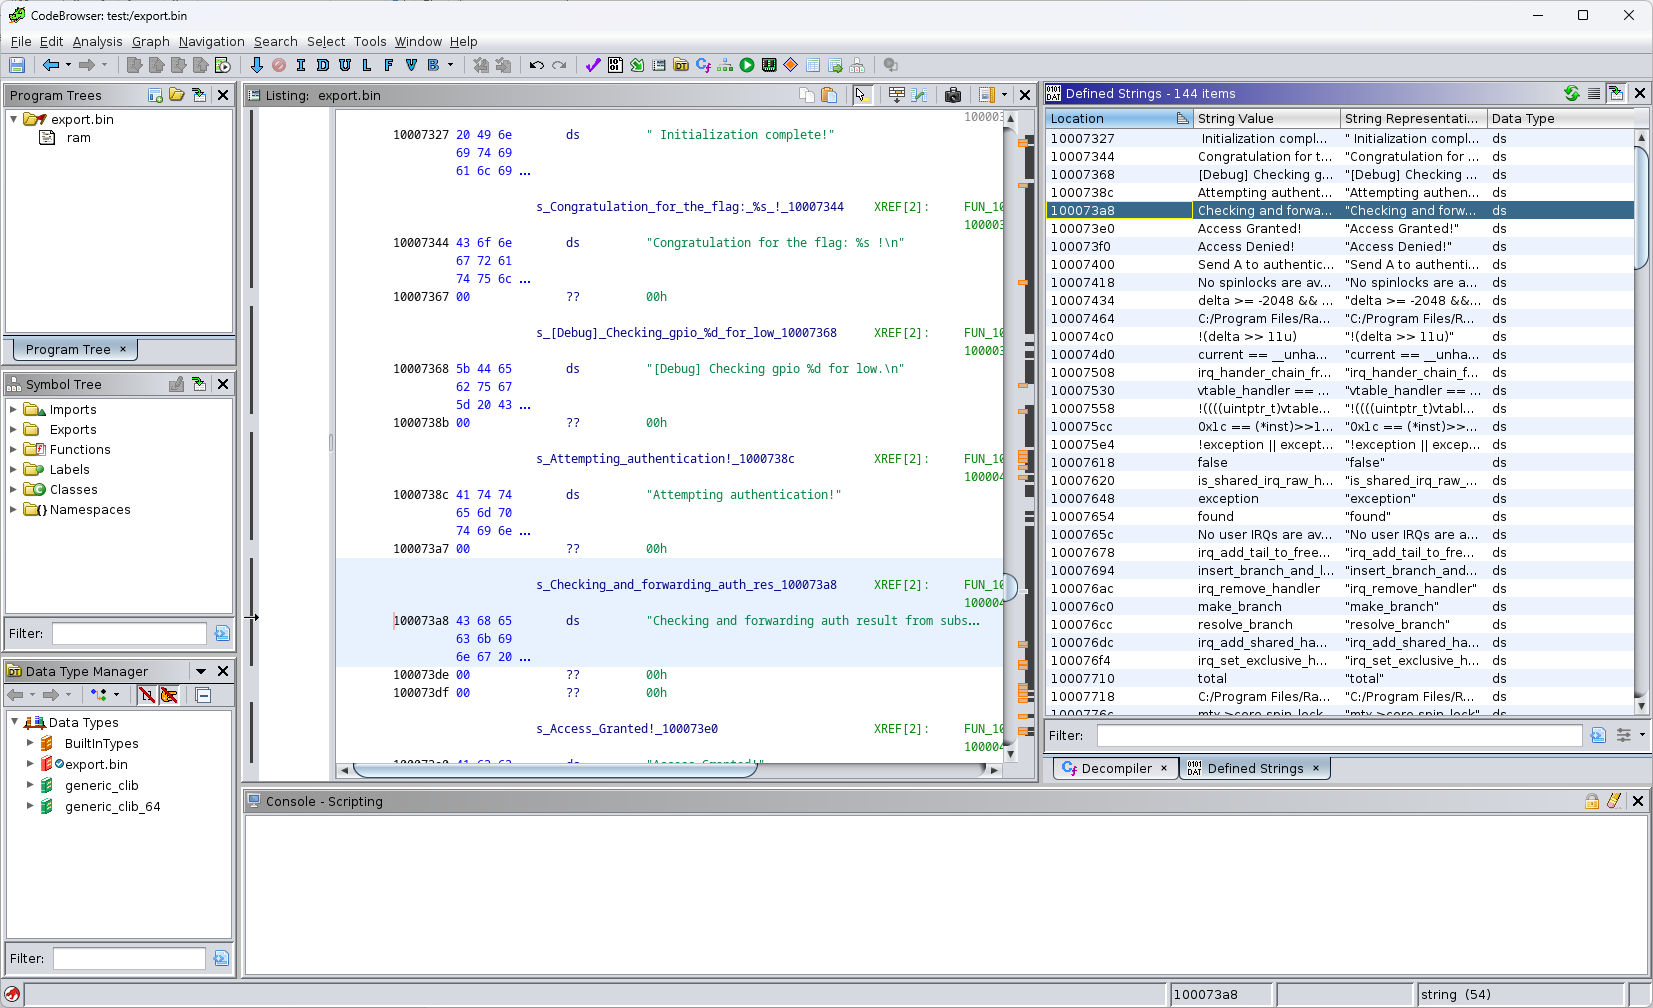 CodeBrowser: test:/export.bin
File Edit Analysis Graph Navigation Search Select Tools Window Help
I D U L F V B
Program Trees
export.bin
ram
Program Tree ×
Symbol Tree
Imports
Exports
Functions
Labels
Classes
Namespaces
Filter:
Data Type Manager
Data Types
BuiltInTypes
export.bin
generic_clib
generic_clib_64
Filter:
Listing: export.bin
10007327 20 49 6e ds " Initialization complete!"
69 74 69
61 6c 69 ...
s_Congratulation_for_the_flag:_%s_!_10007344 XREF[2]: FUN_10
10007344 43 6f 6e ds "Congratulation for the flag: %s !\n"
67 72 61
74 75 6c ...
10007367 00 ?? 00h
s_[Debug]_Checking_gpio_%d_for_low_10007368 XREF[2]: FUN_10
10007368 5b 44 65 ds "[Debug] Checking gpio %d for low.\n"
62 75 67
5d 20 43 ...
1000738b 00 ?? 00h
s_Attempting_authentication!_1000738c XREF[2]: FUN_10
100004
1000738c 41 74 74 ds "Attempting authentication!"
65 6d 70
74 69 6e ...
100073a7 00 ?? 00h
s_Checking_and_forwarding_auth_res_100073a8 XREF[2]: FUN_10
100004
100073a8 43 68 65 ds "Checking and forwarding auth result from subs...
63 6b 69
6e 67 20 ...
100073de 00 ?? 00h
100073df 00 ?? 00h
s_Access_Granted!_100073e0 XREF[2]: FUN_10
100004
Defined Strings - 144 items
Location String Value String Representati... Data Type
10007327 Initialization compl... " Initialization compl... ds
10007344 Congratulation for t... "Congratulation for ... ds
10007368 [Debug] Checking g... "[Debug] Checking ... ds
1000738c Attempting authent... "Attempting authen... ds
100073a8 Checking and forwa... "Checking and forw... ds
100073e0 Access Granted! "Access Granted!" ds
100073f0 Access Denied! "Access Denied!" ds
10007400 Send A to authentic... "Send A to authenti... ds
10007418 No spinlocks are av... "No spinlocks are a... ds
10007434 delta >= -2048 && ... "delta >= -2048 &&... ds
10007464 C:/Program Files/Ra... "C:/Program Files/R... ds
100074c0 !(delta >> 11u) "!(delta >> 11u)" ds
100074d0 current == __unha... "current == __unha... ds
10007508 irq_hander_chain_fr... "irq_hander_chain_f... ds
10007530 vtable_handler == ... "vtable_handler == ... ds
10007558 !((((uintptr_t)vtable... "!((((uintptr_t)vtabl... ds
100075cc 0x1c == (*inst)>>1... "0x1c == (*inst)>>... ds
100075e4 !exception || except... "!exception || excep... ds
10007618 false "false" ds
10007620 is_shared_irq_raw_h... "is_shared_irq_raw_... ds
10007648 exception "exception" ds
10007654 found "found" ds
1000765c No user IRQs are av... "No user IRQs are a... ds
10007678 irq_add_tail_to_free... "irq_add_tail_to_fre... ds
10007694 insert_branch_and_l... "insert_branch_and... ds
100076ac irq_remove_handler "irq_remove_handler" ds
100076c0 make_branch "make_branch" ds
100076cc resolve_branch "resolve_branch" ds
100076dc irq_add_shared_ha... "irq_add_shared_ha... ds
100076f4 irq_set_exclusive_h... "irq_set_exclusive_... ds
10007710 total "total" ds
10007718 C:/Program Files/Ra... "C:/Program Files/R... ds
Filter:
Decompiler × Defined Strings ×
Console - Scripting
100073a8 string (54)